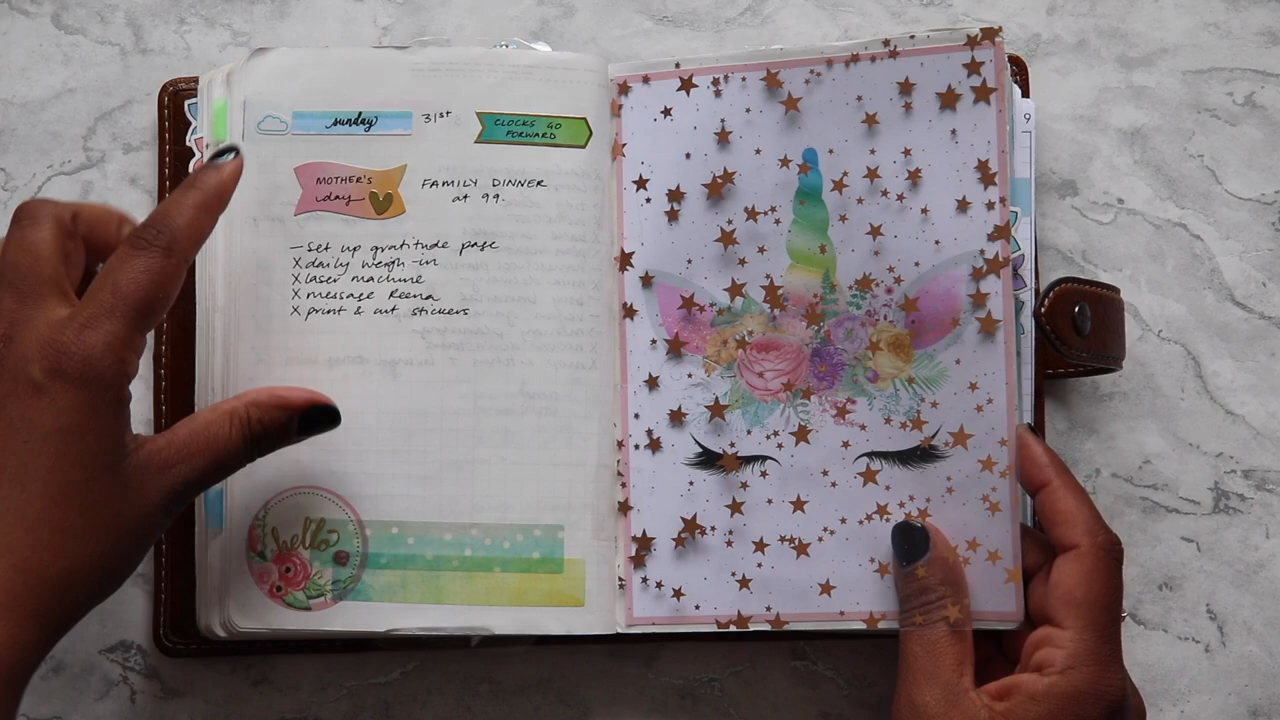 sunday 31st
CLOCKS GO
FORWARD
MOTHER'S
day
FAMILY DINNER
at 99.
– Set up gratitude page
X daily weigh-in
X laser machine
X message Reena
X print & cut stickers
hello
9